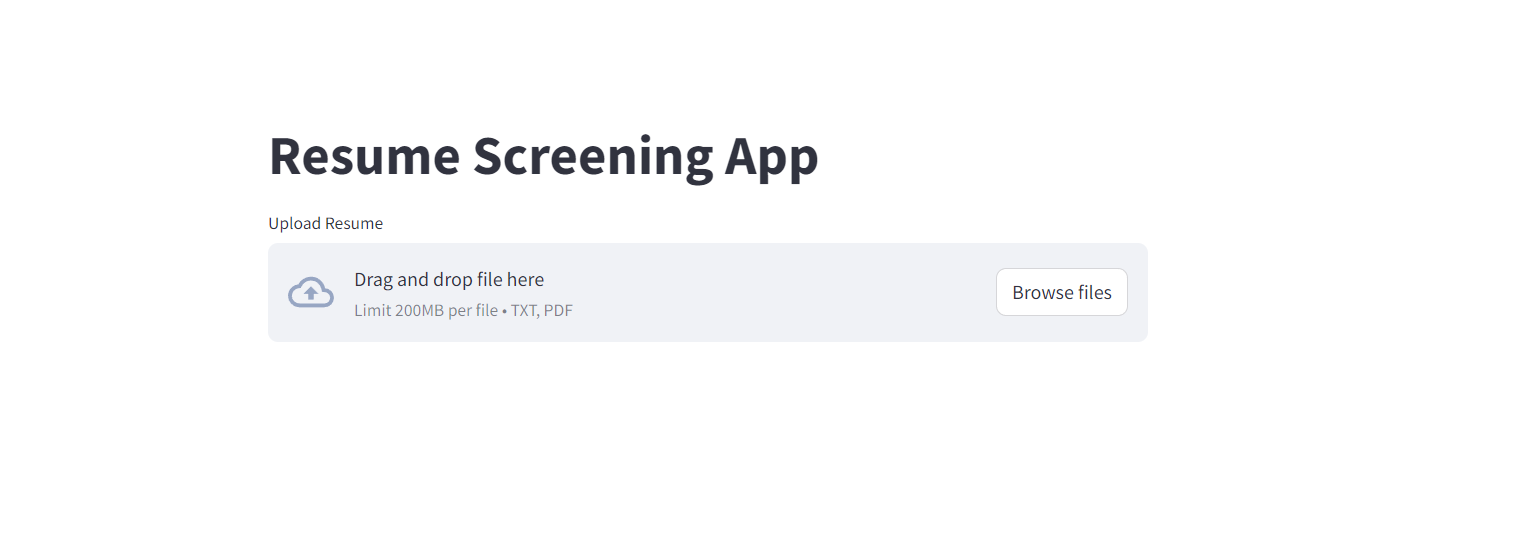 Resume Screening App
Upload Resume
Drag and drop file here
Limit 200MB per file • TXT, PDF
Browse files